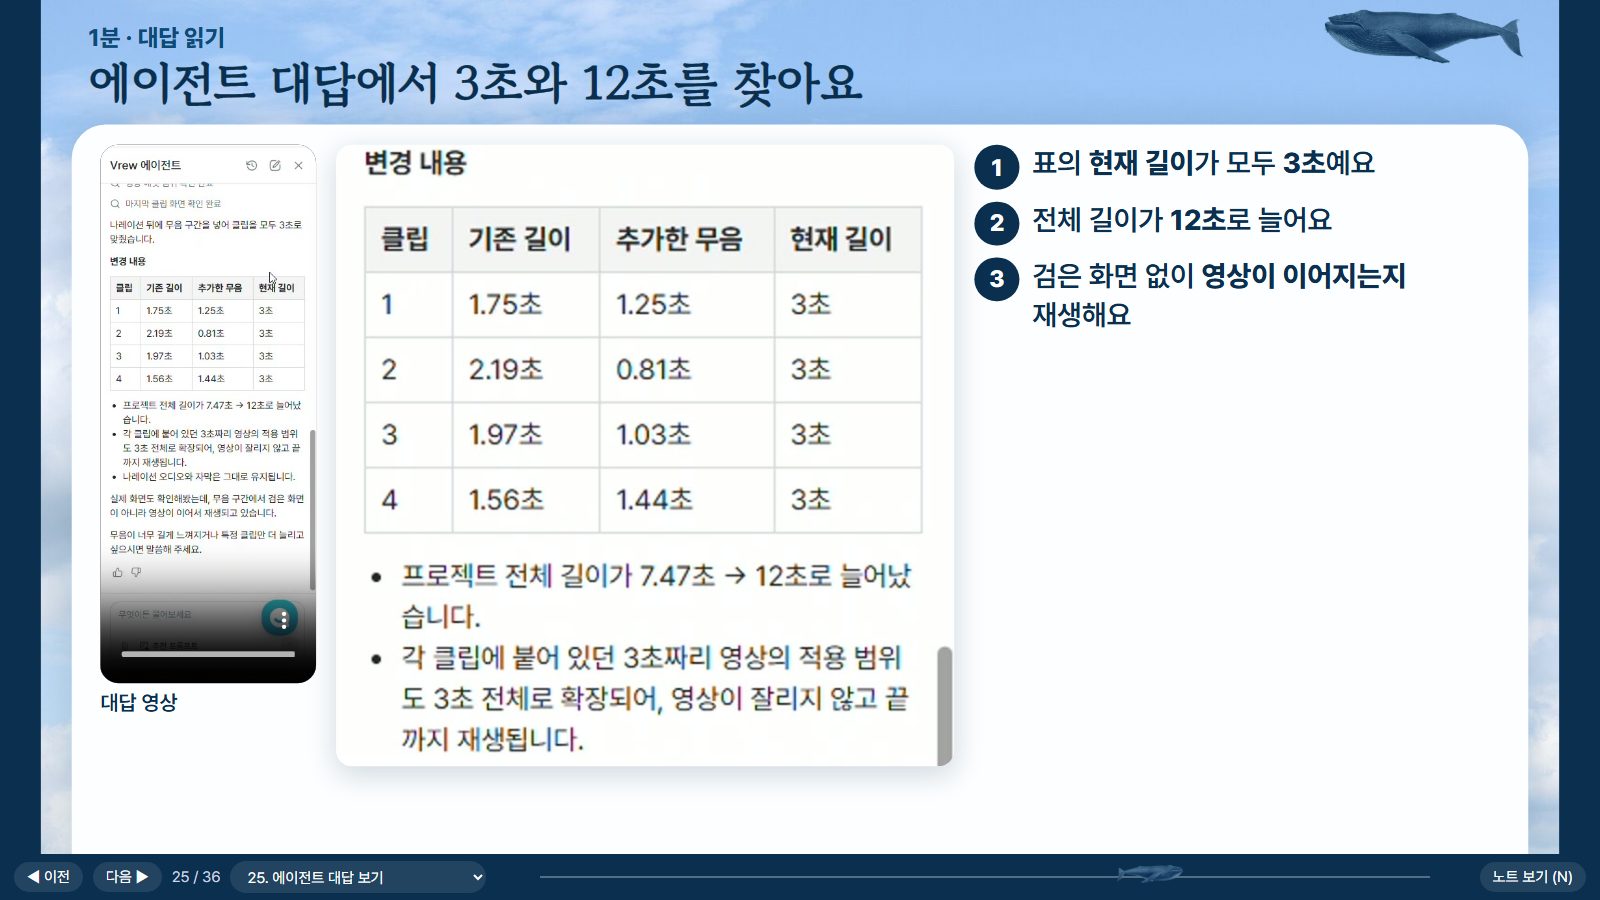 1분 · 대답 읽기
에이전트 대답에서 3초와 12초를 찾아요
Vrew 에이전트
마지막 클립 화면 확인 완료
나레이션 뒤에 무음 구간을 넣어 클립을 모두 3초로
맞췄습니다.
변경 내용
클립 기존 길이 추가한 무음 현재 길이
1 1.75초 1.25초 3초
2 2.19초 0.81초 3초
3 1.97초 1.03초 3초
4 1.56초 1.44초 3초
• 프로젝트 전체 길이가 7.47초 → 12초로 늘어났
습니다.
• 각 클립에 붙어 있던 3초짜리 영상의 적용 범위
도 3초 전체로 확장되어, 영상이 잘리지 않고 끝
까지 재생됩니다.
• 나레이션 오디오와 자막은 그대로 유지됩니다.
실제 화면도 확인해봤는데, 무음 구간에서 검은 화면
이 아니라 영상이 이어서 재생되고 있습니다.
무음이 너무 길게 느껴지거나 특정 클립만 더 늘리고
싶으시면 말씀해 주세요.
무엇이든 물어보세요
대답 영상
변경 내용
클립 기존 길이 추가한 무음 현재 길이
1 1.75초 1.25초 3초
2 2.19초 0.81초 3초
3 1.97초 1.03초 3초
4 1.56초 1.44초 3초
• 프로젝트 전체 길이가 7.47초 → 12초로 늘어났
습니다.
• 각 클립에 붙어 있던 3초짜리 영상의 적용 범위
도 3초 전체로 확장되어, 영상이 잘리지 않고 끝
까지 재생됩니다.
1 표의 현재 길이가 모두 3초예요
2 전체 길이가 12초로 늘어요
3 검은 화면 없이 영상이 이어지는지
재생해요
◀ 이전 다음 ▶ 25 / 36 25. 에이전트 대답 보기 노트 보기 (N)